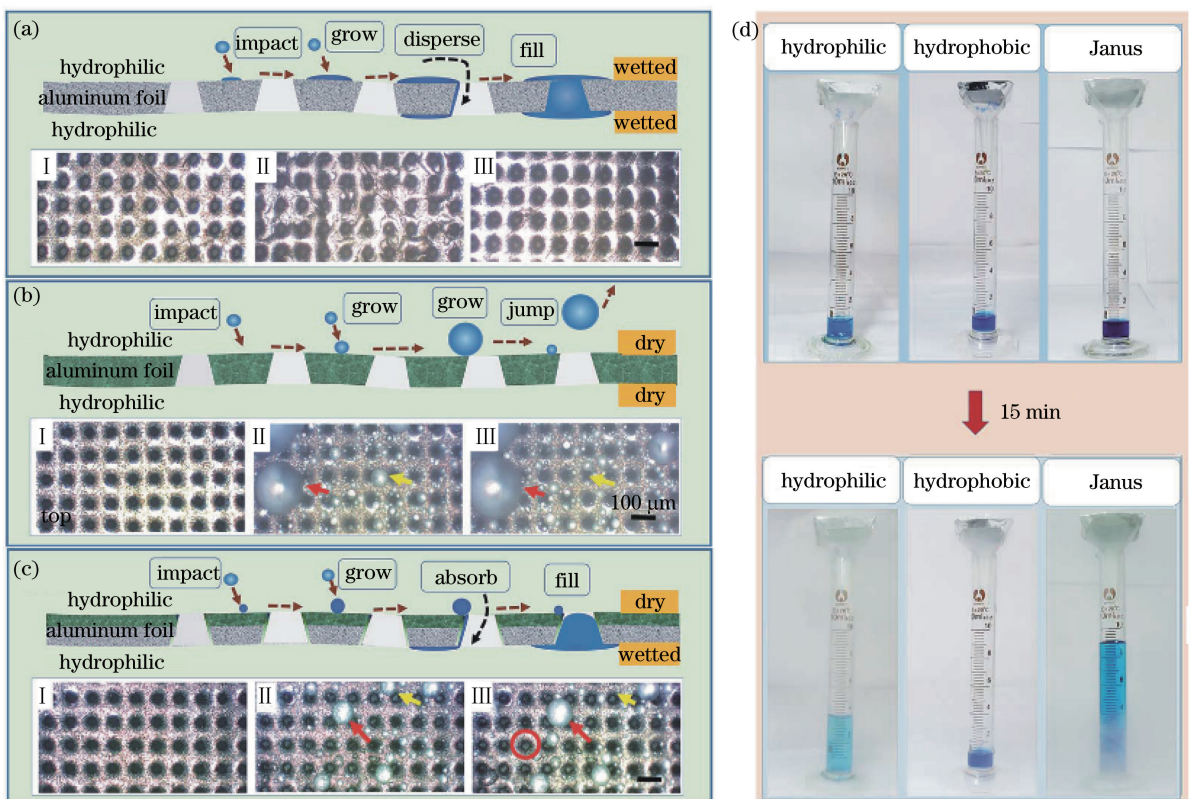 (a)
impact
grow
disperse
fill
hydrophilic
aluminum foil
hydrophilic
wetted
wetted
I
II
III
(b)
impact
grow
grow
jump
hydrophilic
aluminum foil
hydrophilic
dry
dry
I
II
III
top
100 μm
(c)
impact
grow
absorb
fill
hydrophilic
aluminum foil
hydrophilic
dry
wetted
I
II
III
(d)
hydrophilic
hydrophobic
Janus
15 min
hydrophilic
hydrophobic
Janus